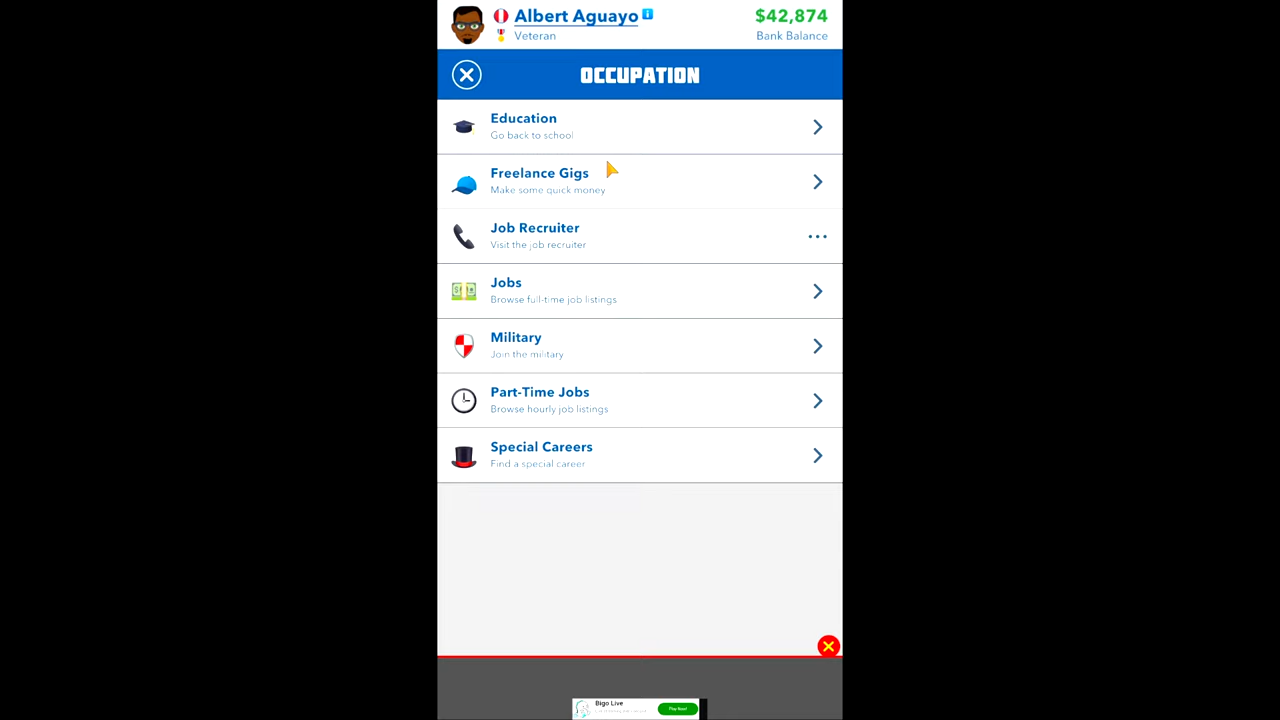 Albert Aguayo
Veteran
$42,874
Bank Balance
OCCUPATION
Education
Go back to school
Freelance Gigs
Make some quick money
Job Recruiter
Visit the job recruiter
Jobs
Browse full-time job listings
Military
Join the military
Part-Time Jobs
Browse hourly job listings
Special Careers
Find a special career
Bigo Live
Play Now!